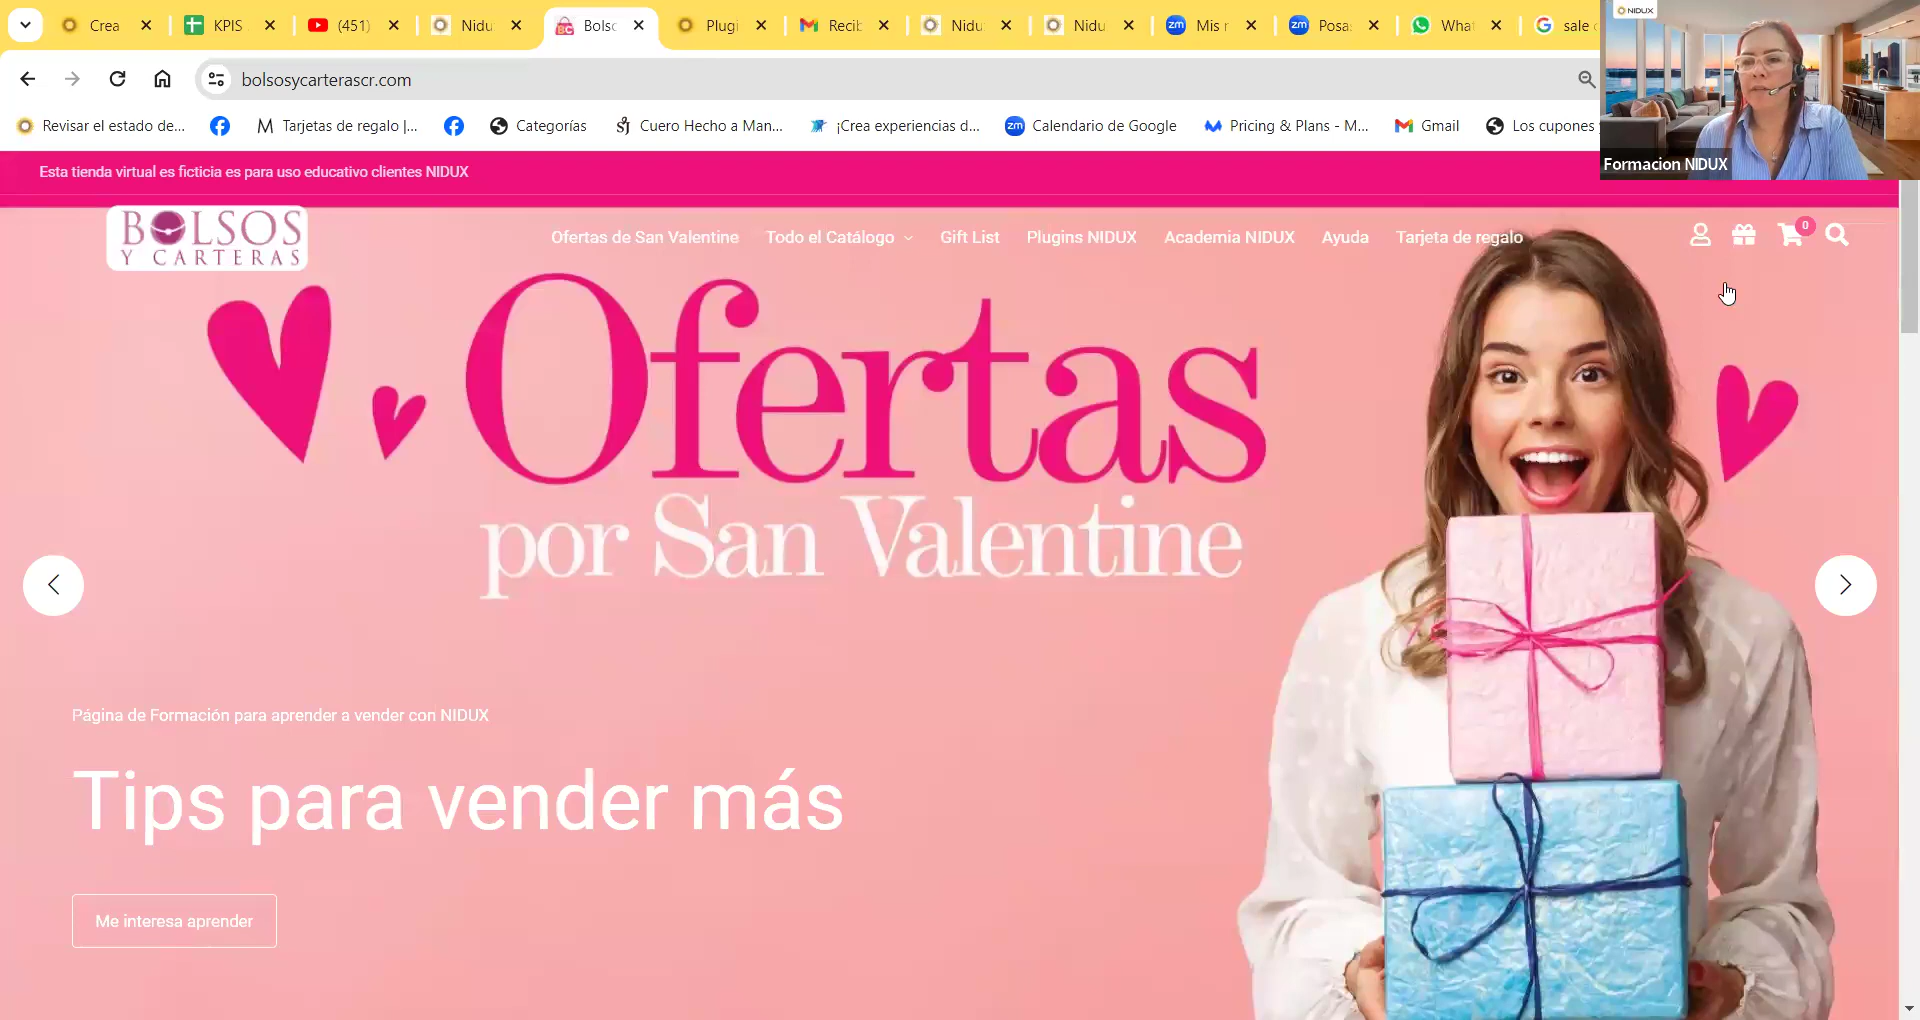 Crea
KPIS
(451)
Nidu
Bolsc
Plugi
Nidu
Nidu
zm
Mis r
zm
Posa
What
sale
NIDUX
bolsosycarterascr.com
Revisar el estado de...
Tarjetas de regalo |...
Categorías
Cuero Hecho a Man...
¡Crea experiencias d...
zm
Calendario de Google
Pricing & Plans - M...
Gmail
Los cupones
Formacion NIDUX
Esta tienda virtual es ficticia es para uso educativo clientes NIDUX
BOLSOS
Y CARTERAS
Ofertas de San Valentine
Todo el Catálogo
Gift List
Plugins NIDUX
Academia NIDUX
Ayuda
Tarjeta de regalo
0
Ofertas
por San Valentine
Página de Formación para aprender a vender con NIDUX
Tips para vender más
Me interesa aprender